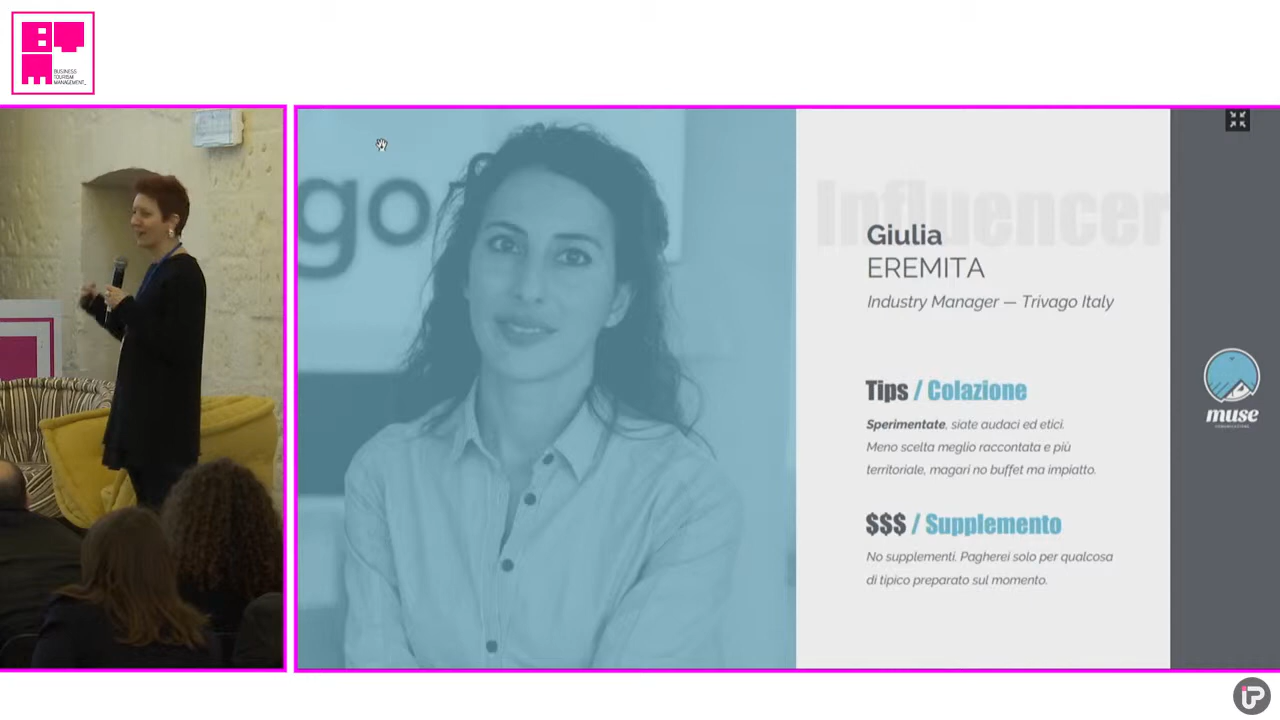 BUSINESS
TOURISM
MANAGEMENT_
go
Influencer
Giulia
EREMITA
Industry Manager — Trivago Italy
Tips / Colazione
Sperimentate, siate audaci ed etici.
Meno scelta meglio raccontata e più
territoriale, magari no buffet ma impiatto.
$$$ / Supplemento
No supplementi. Pagherei solo per qualcosa
di tipico preparato sul momento.
muse